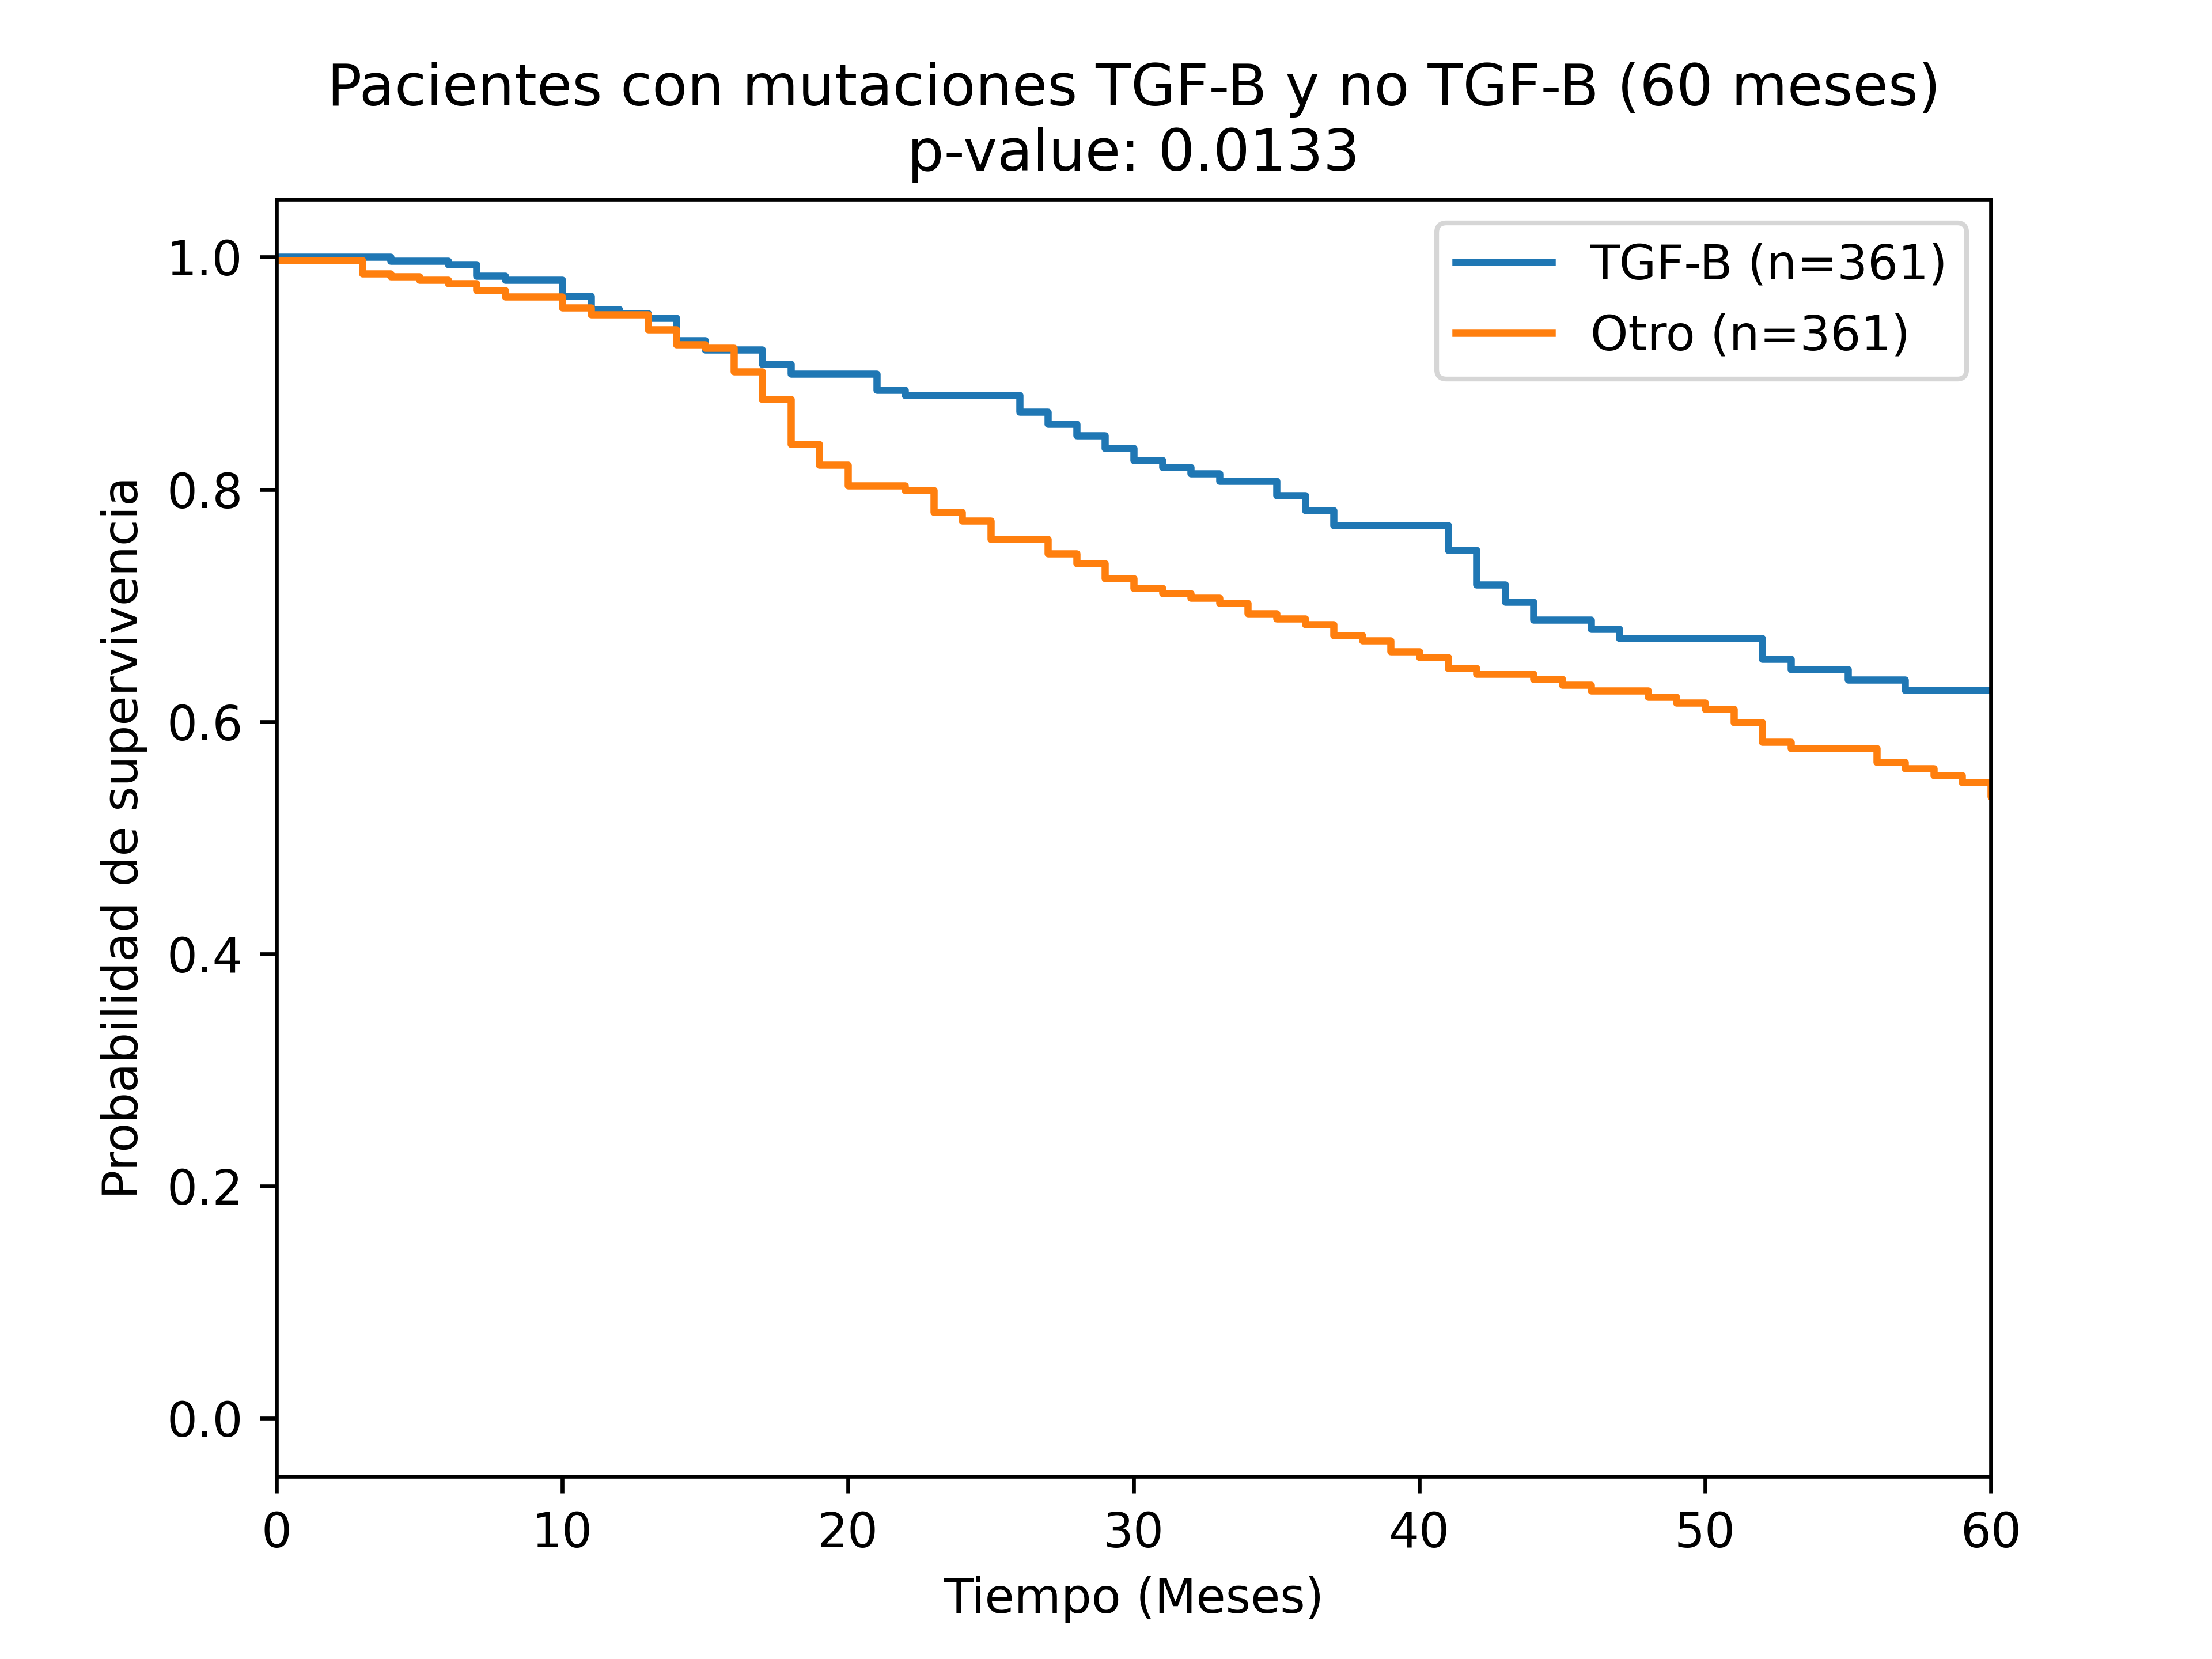 Pacientes con mutaciones TGF-B y no TGF-B (60 meses)
p-value: 0.0133
TGF-B (n=361)
Otro (n=361)
Probabilidad de supervivencia
1.0
0.8
0.6
0.4
0.2
0.0
0 10 20 30 40 50 60
Tiempo (Meses)